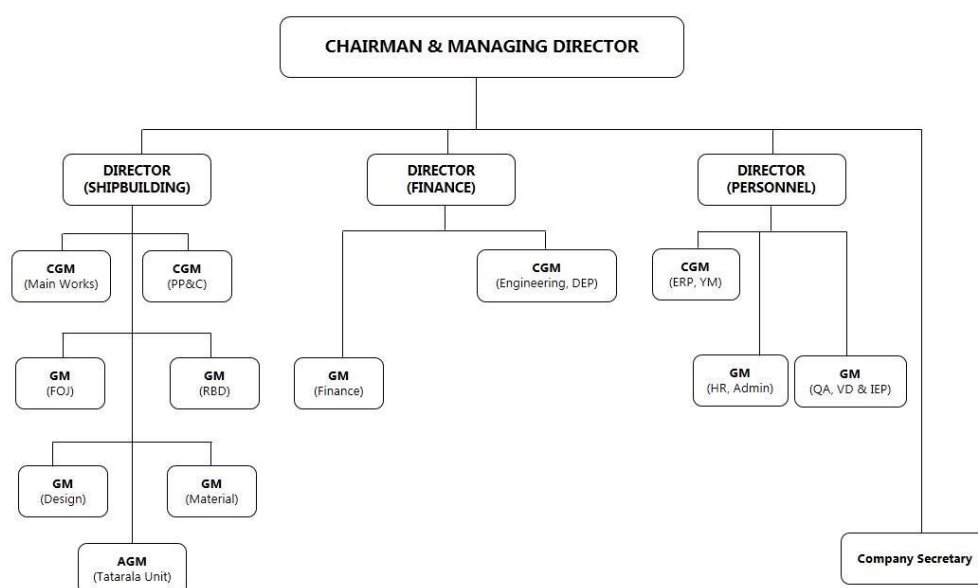 CHAIRMAN & MANAGING DIRECTOR
DIRECTOR
(SHIPBUILDING)
DIRECTOR
(FINANCE)
DIRECTOR
(PERSONNEL)
CGM
(Main Works)
CGM
(PP&C)
CGM
(Engineering, DEP)
CGM
(ERP, YM)
GM
(FOJ)
GM
(RBD)
GM
(Finance)
GM
(HR, Admin)
GM
(QA, VD & IEP)
GM
(Design)
GM
(Material)
AGM
(Tatarala Unit)
Company Secretary